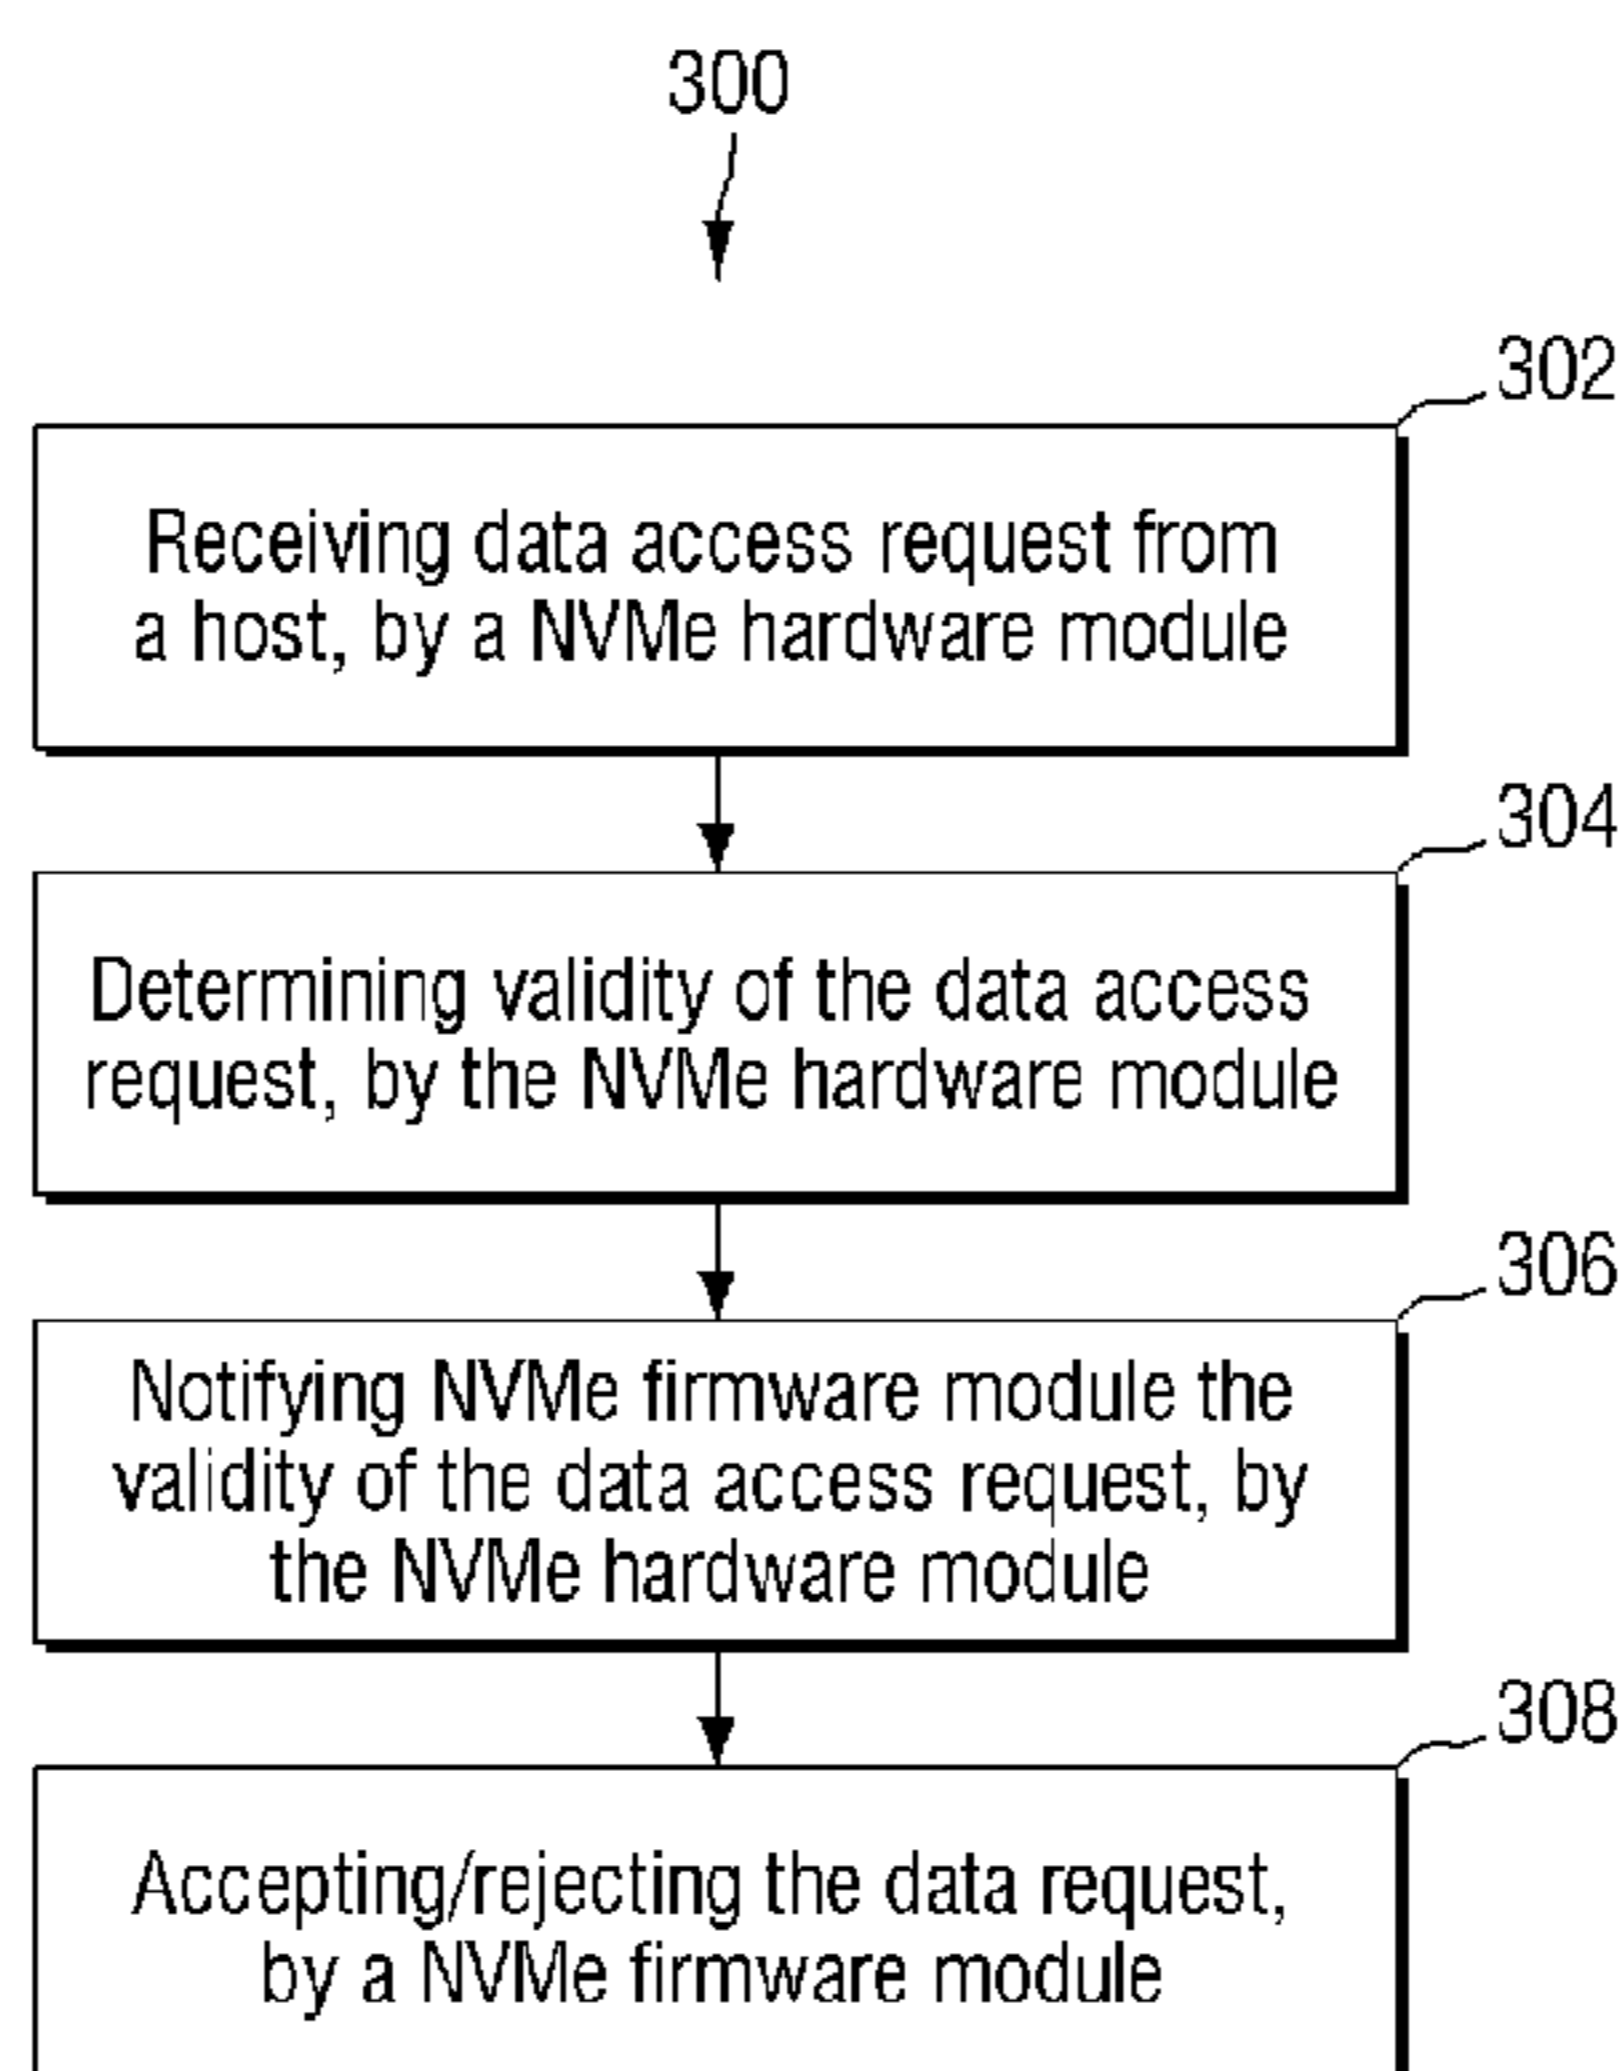 300
302
Receiving data access request from
a host, by a NVMe hardware module
304
Determining validity of the data access
request, by the NVMe hardware module
306
Notifying NVMe firmware module the
validity of the data access request, by
the NVMe hardware module
308
Accepting/rejecting the data request,
by a NVMe firmware module